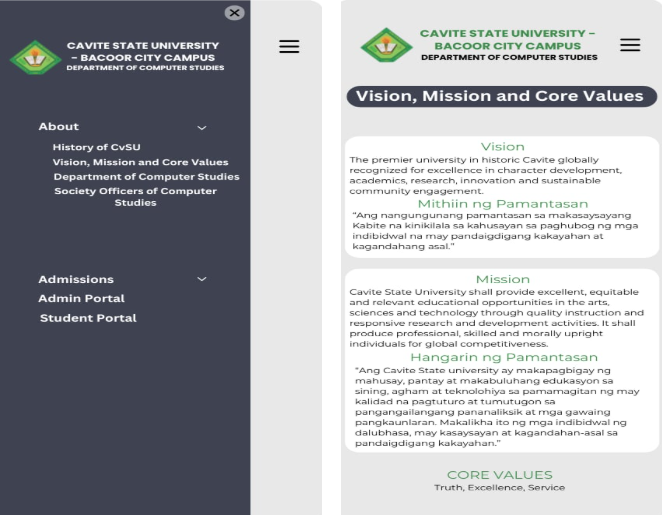 CAVITE STATE UNIVERSITY
– BACOOR CITY CAMPUS
DEPARTMENT OF COMPUTER STUDIES
About
History of CvSU
Vision, Mission and Core Values
Department of Computer Studies
Society Officers of Computer
Studies
Admissions
Admin Portal
Student Portal
CAVITE STATE UNIVERSITY –
BACOOR CITY CAMPUS
DEPARTMENT OF COMPUTER STUDIES
Vision, Mission and Core Values
Vision
The premier university in historic Cavite globally
recognized for excellence in character development,
academics, research, innovation and sustainable
community engagement.
Mithiin ng Pamantasan
“Ang nangungunang pamantasan sa makasaysayang
Kabite na kinikilala sa kahusayan sa paghubog ng mga
indibidwal na may pandaigdigang kakayahan at
kagandahang asal.”
Mission
Cavite State University shall provide excellent, equitable
and relevant educational opportunities in the arts,
sciences and technology through quality instruction and
responsive research and development activities. It shall
produce professional, skilled and morally upright
individuals for global competitiveness.
Hangarin ng Pamantasan
“Ang Cavite State university ay makapagbigay ng
mahusay, pantay at makabuluhang edukasyon sa
sining, agham at teknolohiya sa pamamagitan ng may
kalidad na pagtuturo at tumutugon sa
pangangailangang pananaliksik at mga gawaing
pangkaunlaran. Makalikha ito ng mga indibidwal ng
dalubhasa, may kasaysayan at kagandahan-asal sa
pandaigdigang kakayahan.”
CORE VALUES
Truth, Excellence, Service